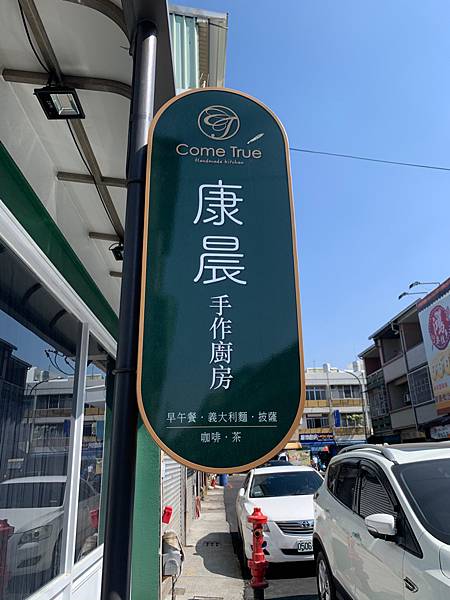 Come True
Handmade kitchen
康晨
手作廚房
早午餐·義大利麵·披薩
咖啡·茶